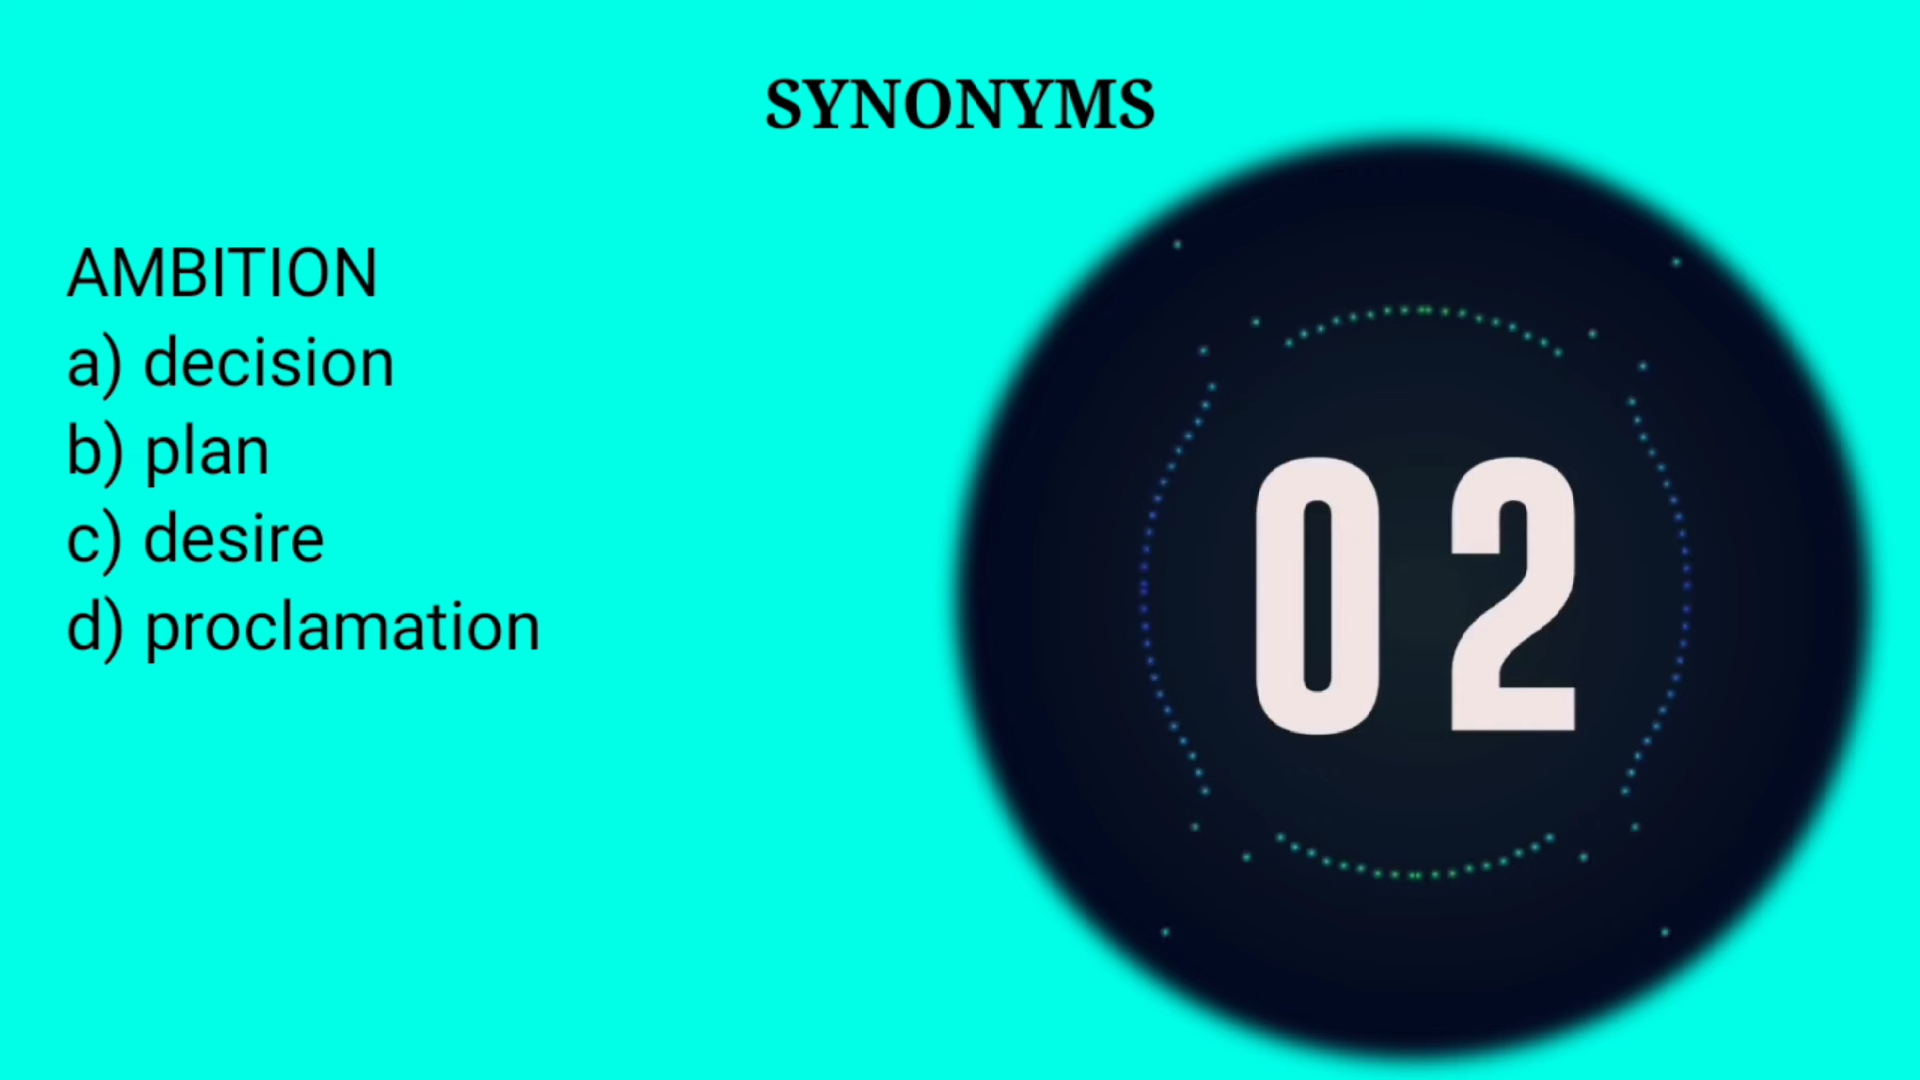 SYNONYMS
AMBITION
a) decision
b) plan
c) desire
d) proclamation
02